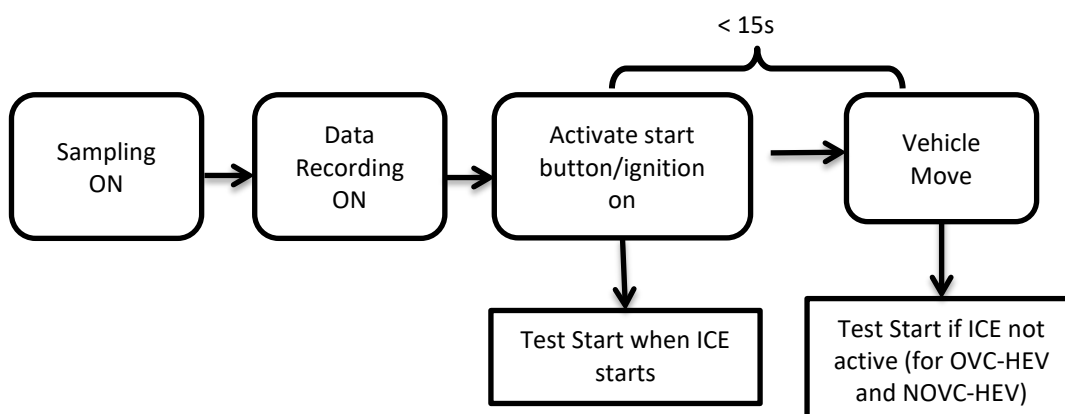 < 15s
Sampling
ON
Data
Recording
ON
Activate start
button/ignition
on
Vehicle
Move
Test Start when ICE
starts
Test Start if ICE not
active (for OVC-HEV
and NOVC-HEV)